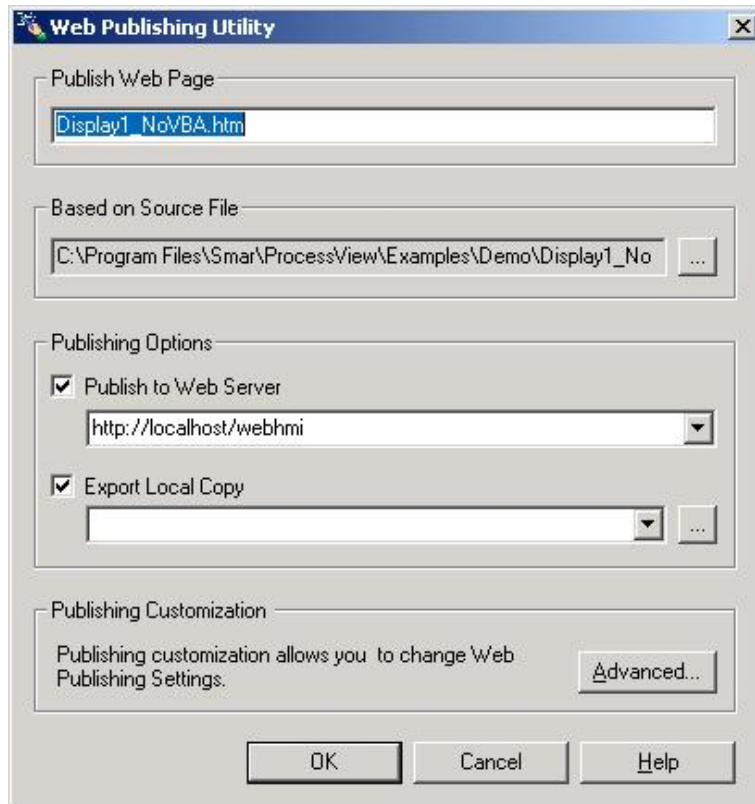 Web Publishing Utility
Publish Web Page
Display1_NoVBA.htm
Based on Source File
C:\Program Files\Smar\ProcessView\Examples\Demo\Display1_No
...
Publishing Options
Publish to Web Server
http://localhost/webhmi
Export Local Copy
...
Publishing Customization
Publishing customization allows you to change Web
Publishing Settings.
Advanced...
OK Cancel Help